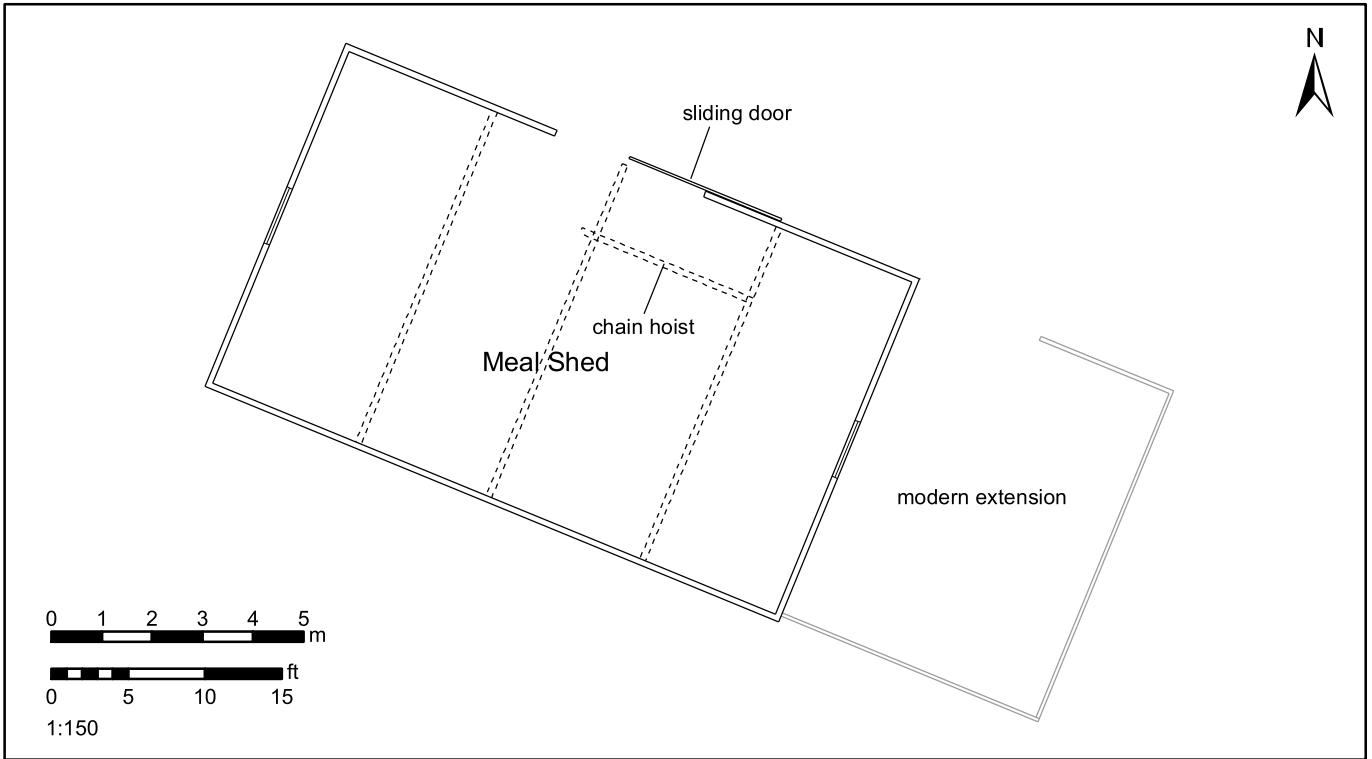 N
sliding door
chain hoist
Meal Shed
modern extension
0 1 2 3 4 5
m
ft
0 5 10 15
1:150